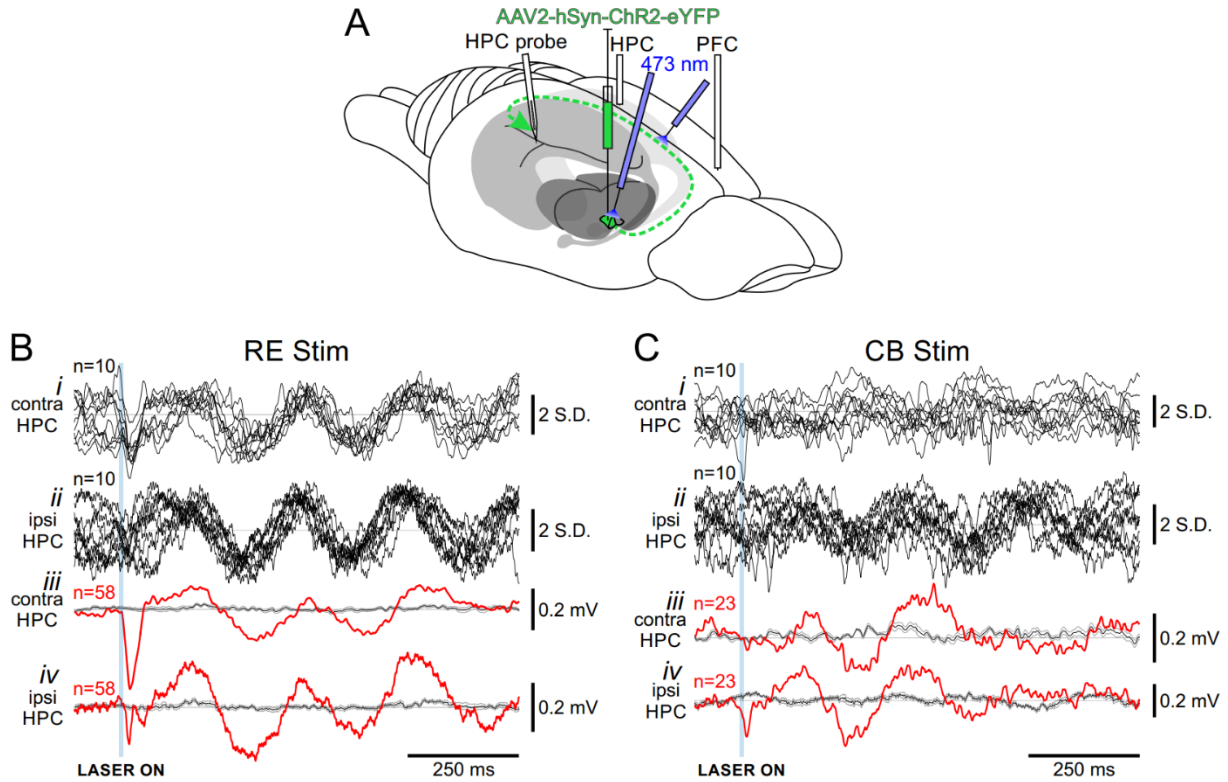 A
AAV2-hSyn-ChR2-eYFP
HPC probe
HPC
PFC
473 nm
B
RE Stim
n=10
i
contra
HPC
2 S.D.
n=10
ii
ipsi
HPC
2 S.D.
iii
n=58
contra
HPC
0.2 mV
iv
n=58
ipsi
HPC
0.2 mV
LASER ON
250 ms
C
CB Stim
n=10
i
contra
HPC
2 S.D.
n=10
ii
ipsi
HPC
2 S.D.
iii
n=23
contra
HPC
0.2 mV
iv
n=23
ipsi
HPC
0.2 mV
LASER ON
250 ms